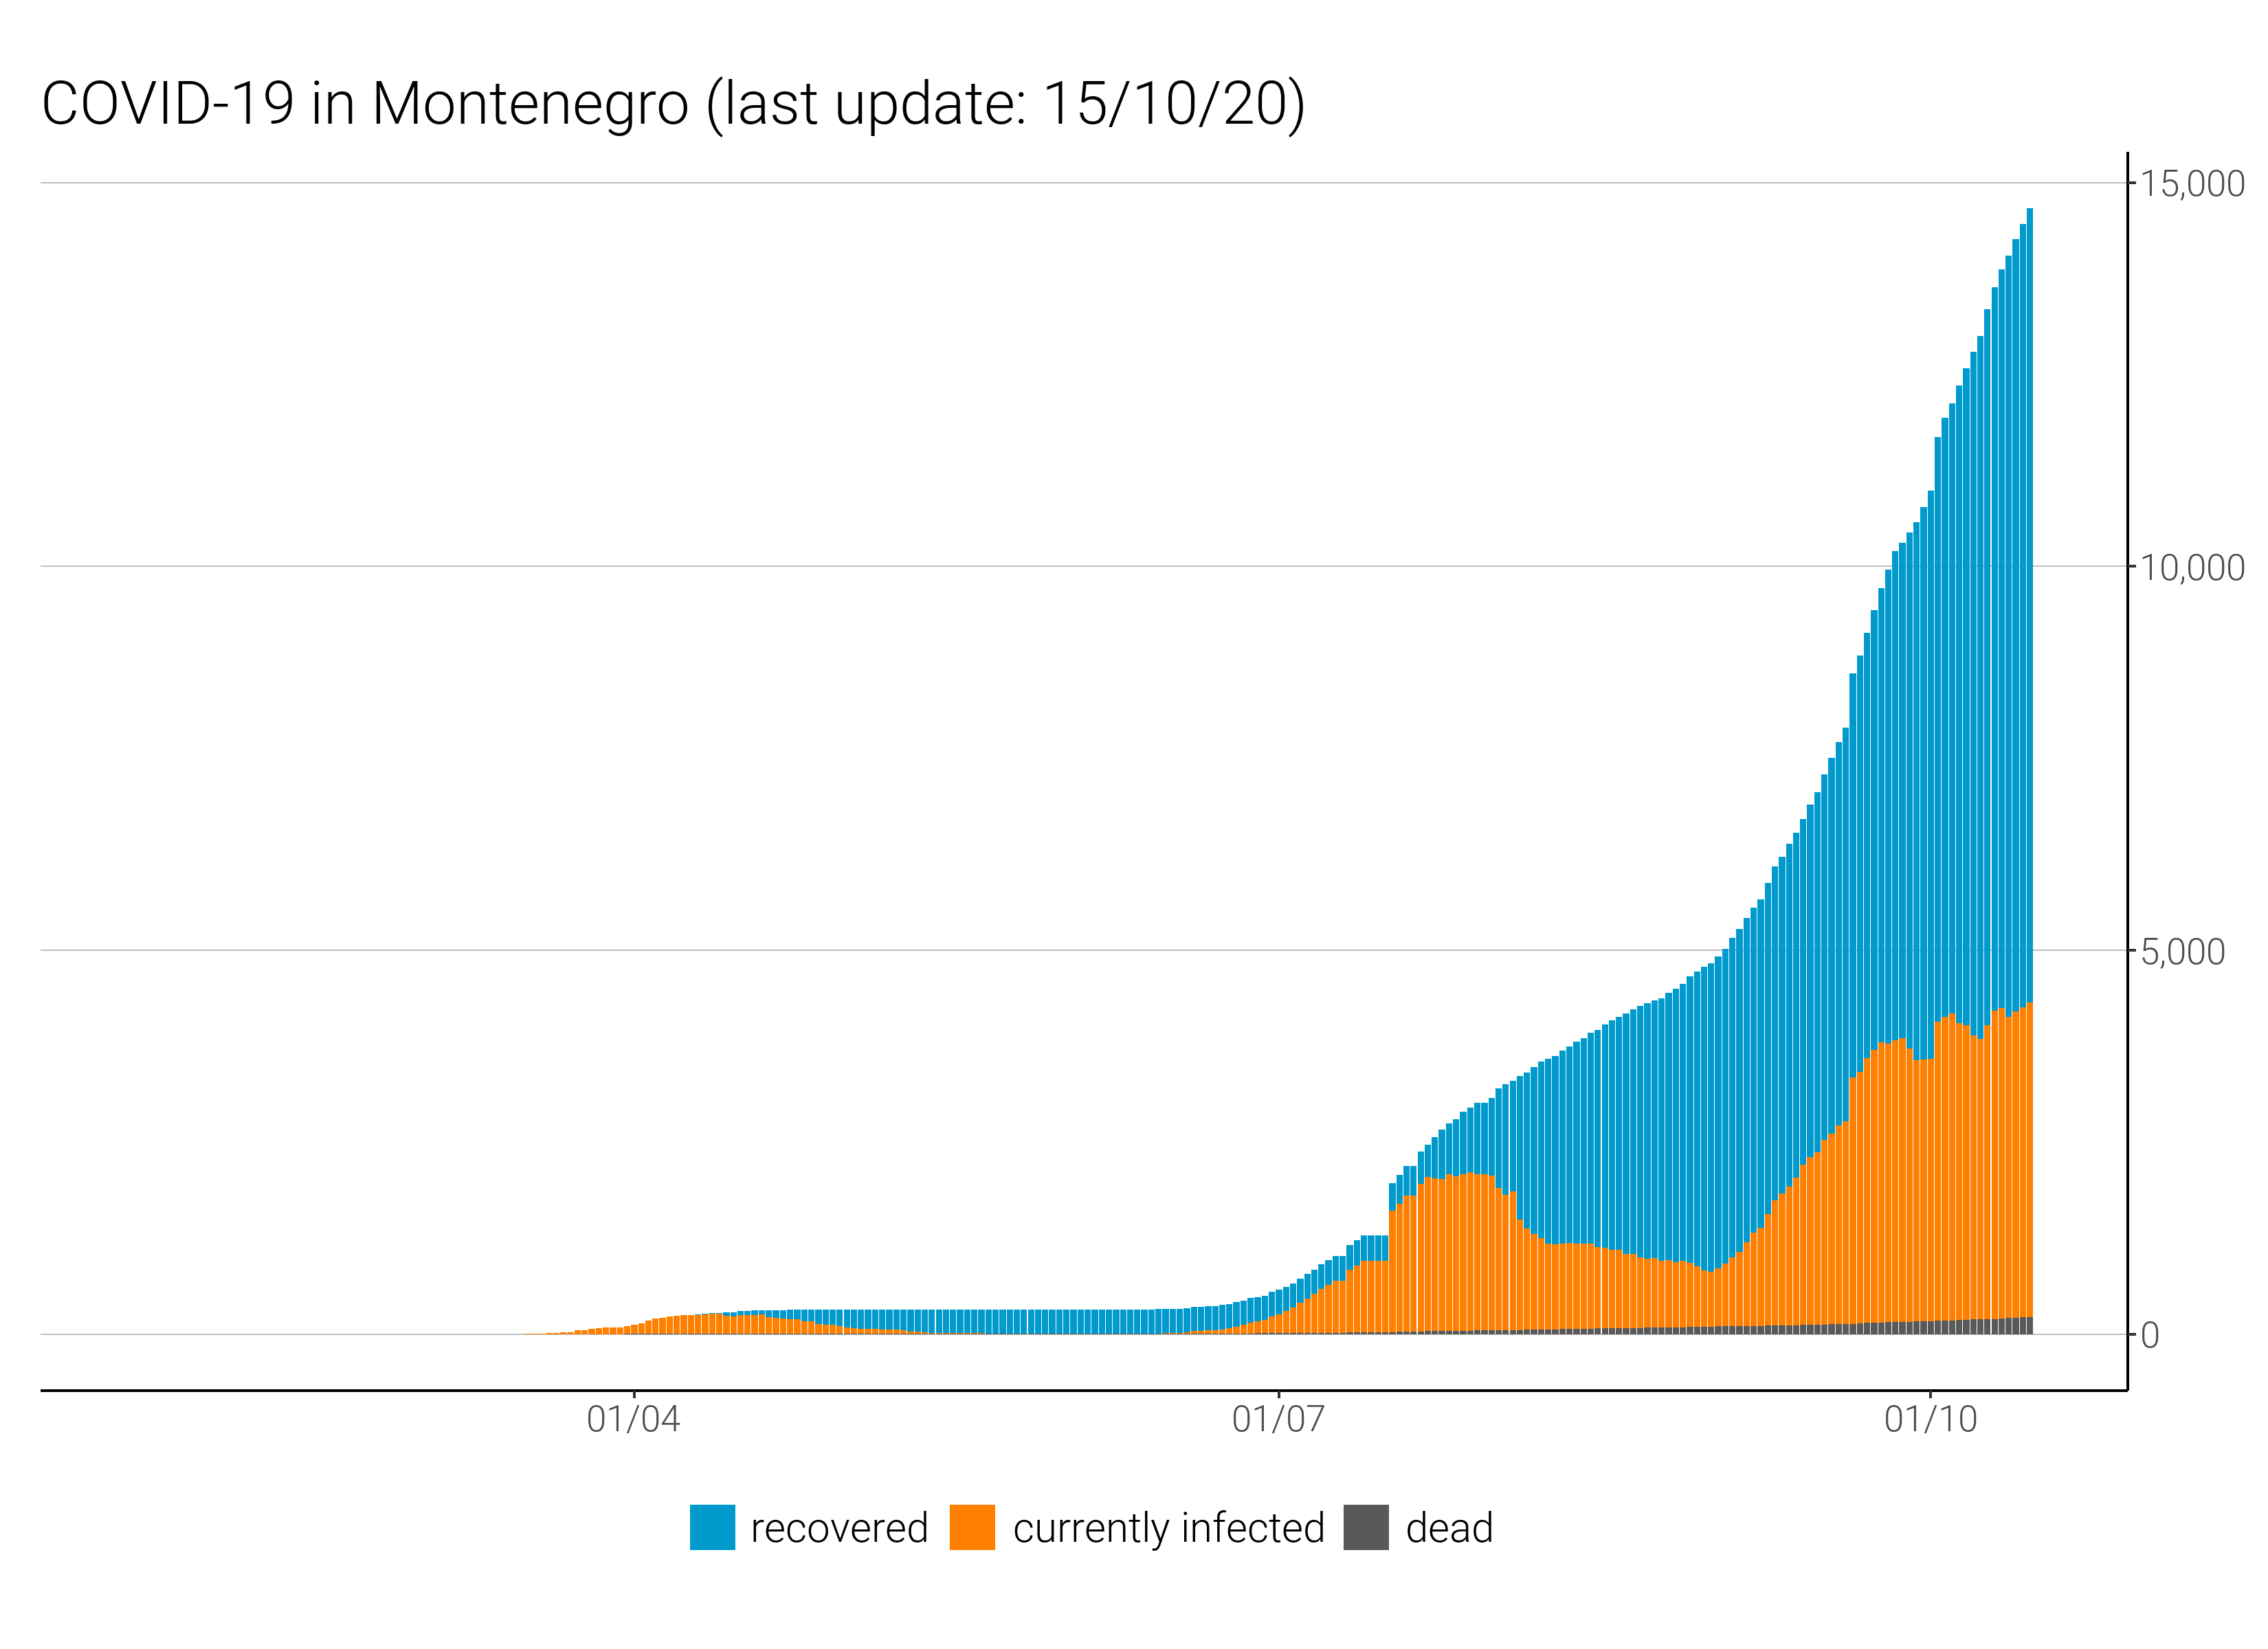 COVID-19 in Montenegro (last update: 15/10/20)
15,000
10,000
5,000
0
01/04 01/07 01/10
recovered currently infected dead